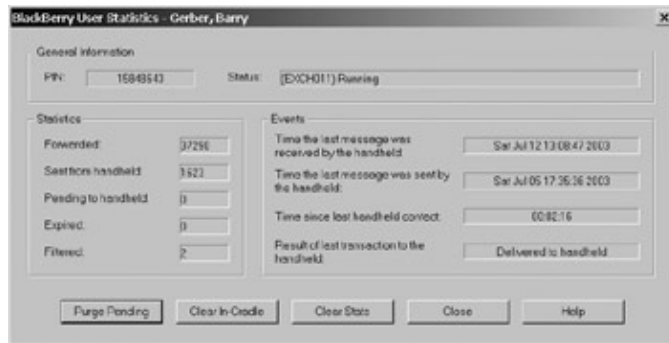 BlackBerry User Statistics - Gerber, Barry
General information
PIN:
Status: (EXCH011) Running
Statistics
Forwarded:
Sent from handheld:
Pending to handheld: 0
Expired: 0
Filtered: 2
Events
Time the last message was
received by the handheld: Sat Jul 12 13:08:47 2003
Time the last message was sent by
the handheld: Sat Jul 05 17:35:36 2003
Time since last handheld contact: 00:02:16
Result of last transaction to the
handheld: Delivered to handheld
Purge Pending Clear In-Cradle Clear Stats Close Help